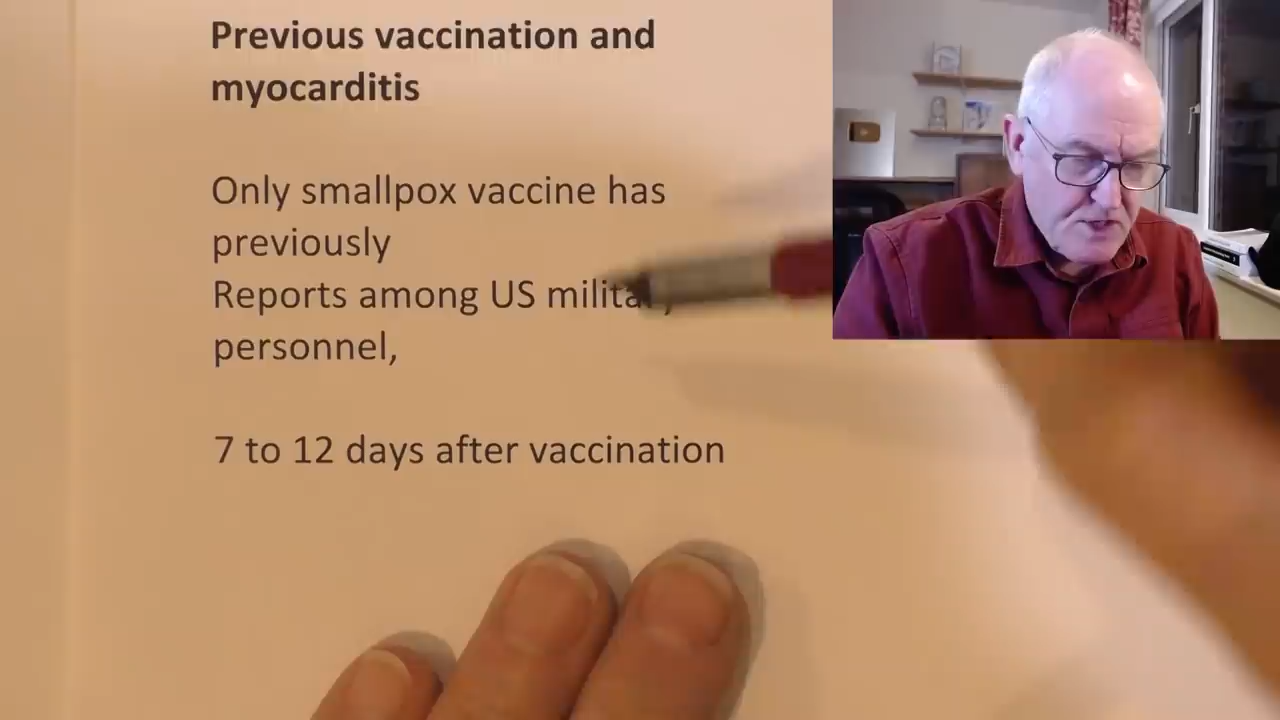 Previous vaccination and
myocarditis
Only smallpox vaccine has
previously
Reports among US military
personnel,
7 to 12 days after vaccination